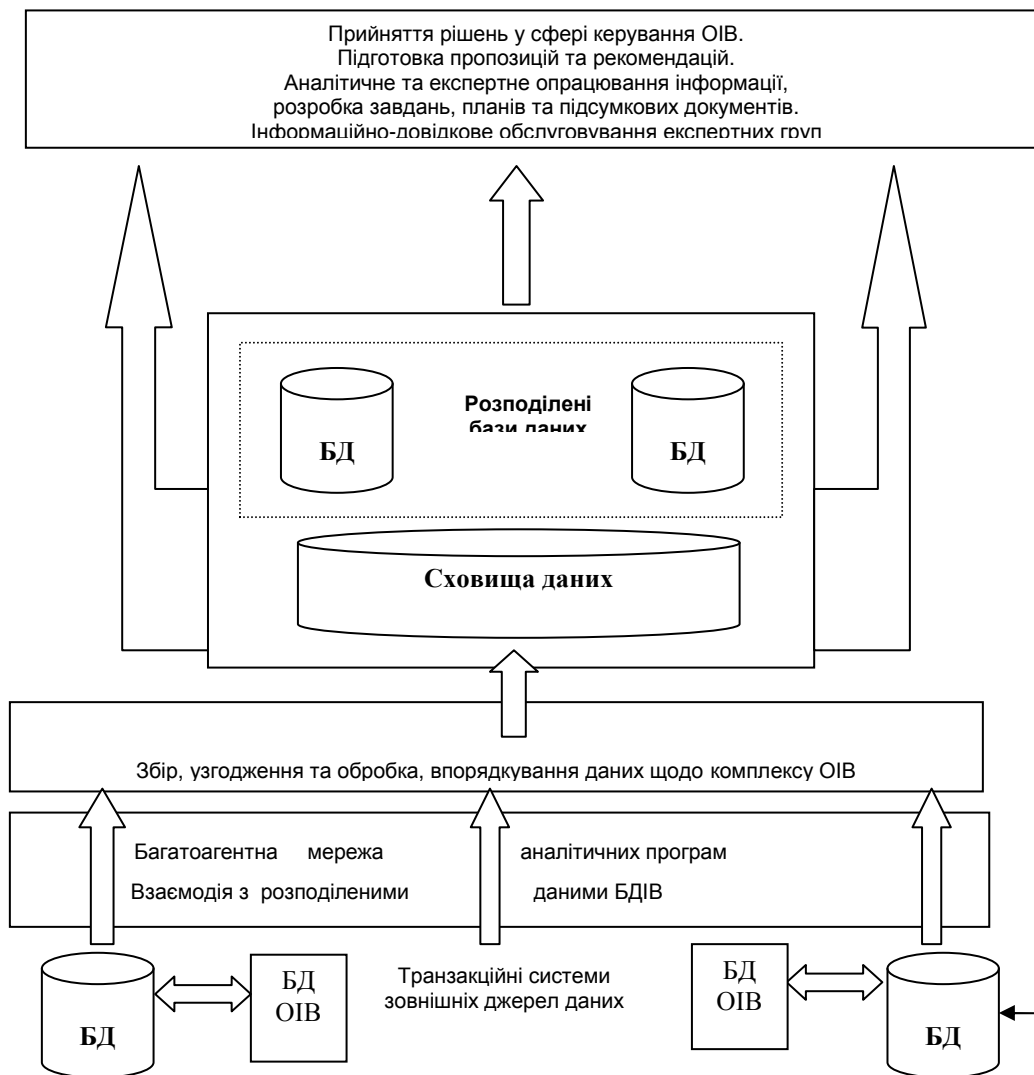 Прийняття рішень у сфері керування ОІВ.
Підготовка пропозицій та рекомендацій.
Аналітичне та експертне опрацювання інформації,
розробка завдань, планів та підсумкових документів.
Інформаційно-довідкове обслуговування експертних груп
Розподілені
бази даних
БД
БД
Сховища даних
Збір, узгодження та обробка, впорядкування даних щодо комплексу ОІВ
Багатоагентна мережа аналітичних програм
Взаємодія з розподіленими даними БДІВ
БД
БД
ОІВ
Транзакційні системи
зовнішніх джерел даних
БД
ОІВ
БД